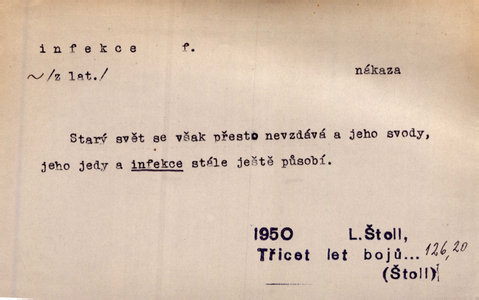 infekce f.
~/z lat./
nákaza
Starý svět se však přesto nevzdává a jeho svody,
jeho jedy a infekce stále ještě působí.
1950 L.Štoll,
Třicet let bojů... 126,20
(Štoll)